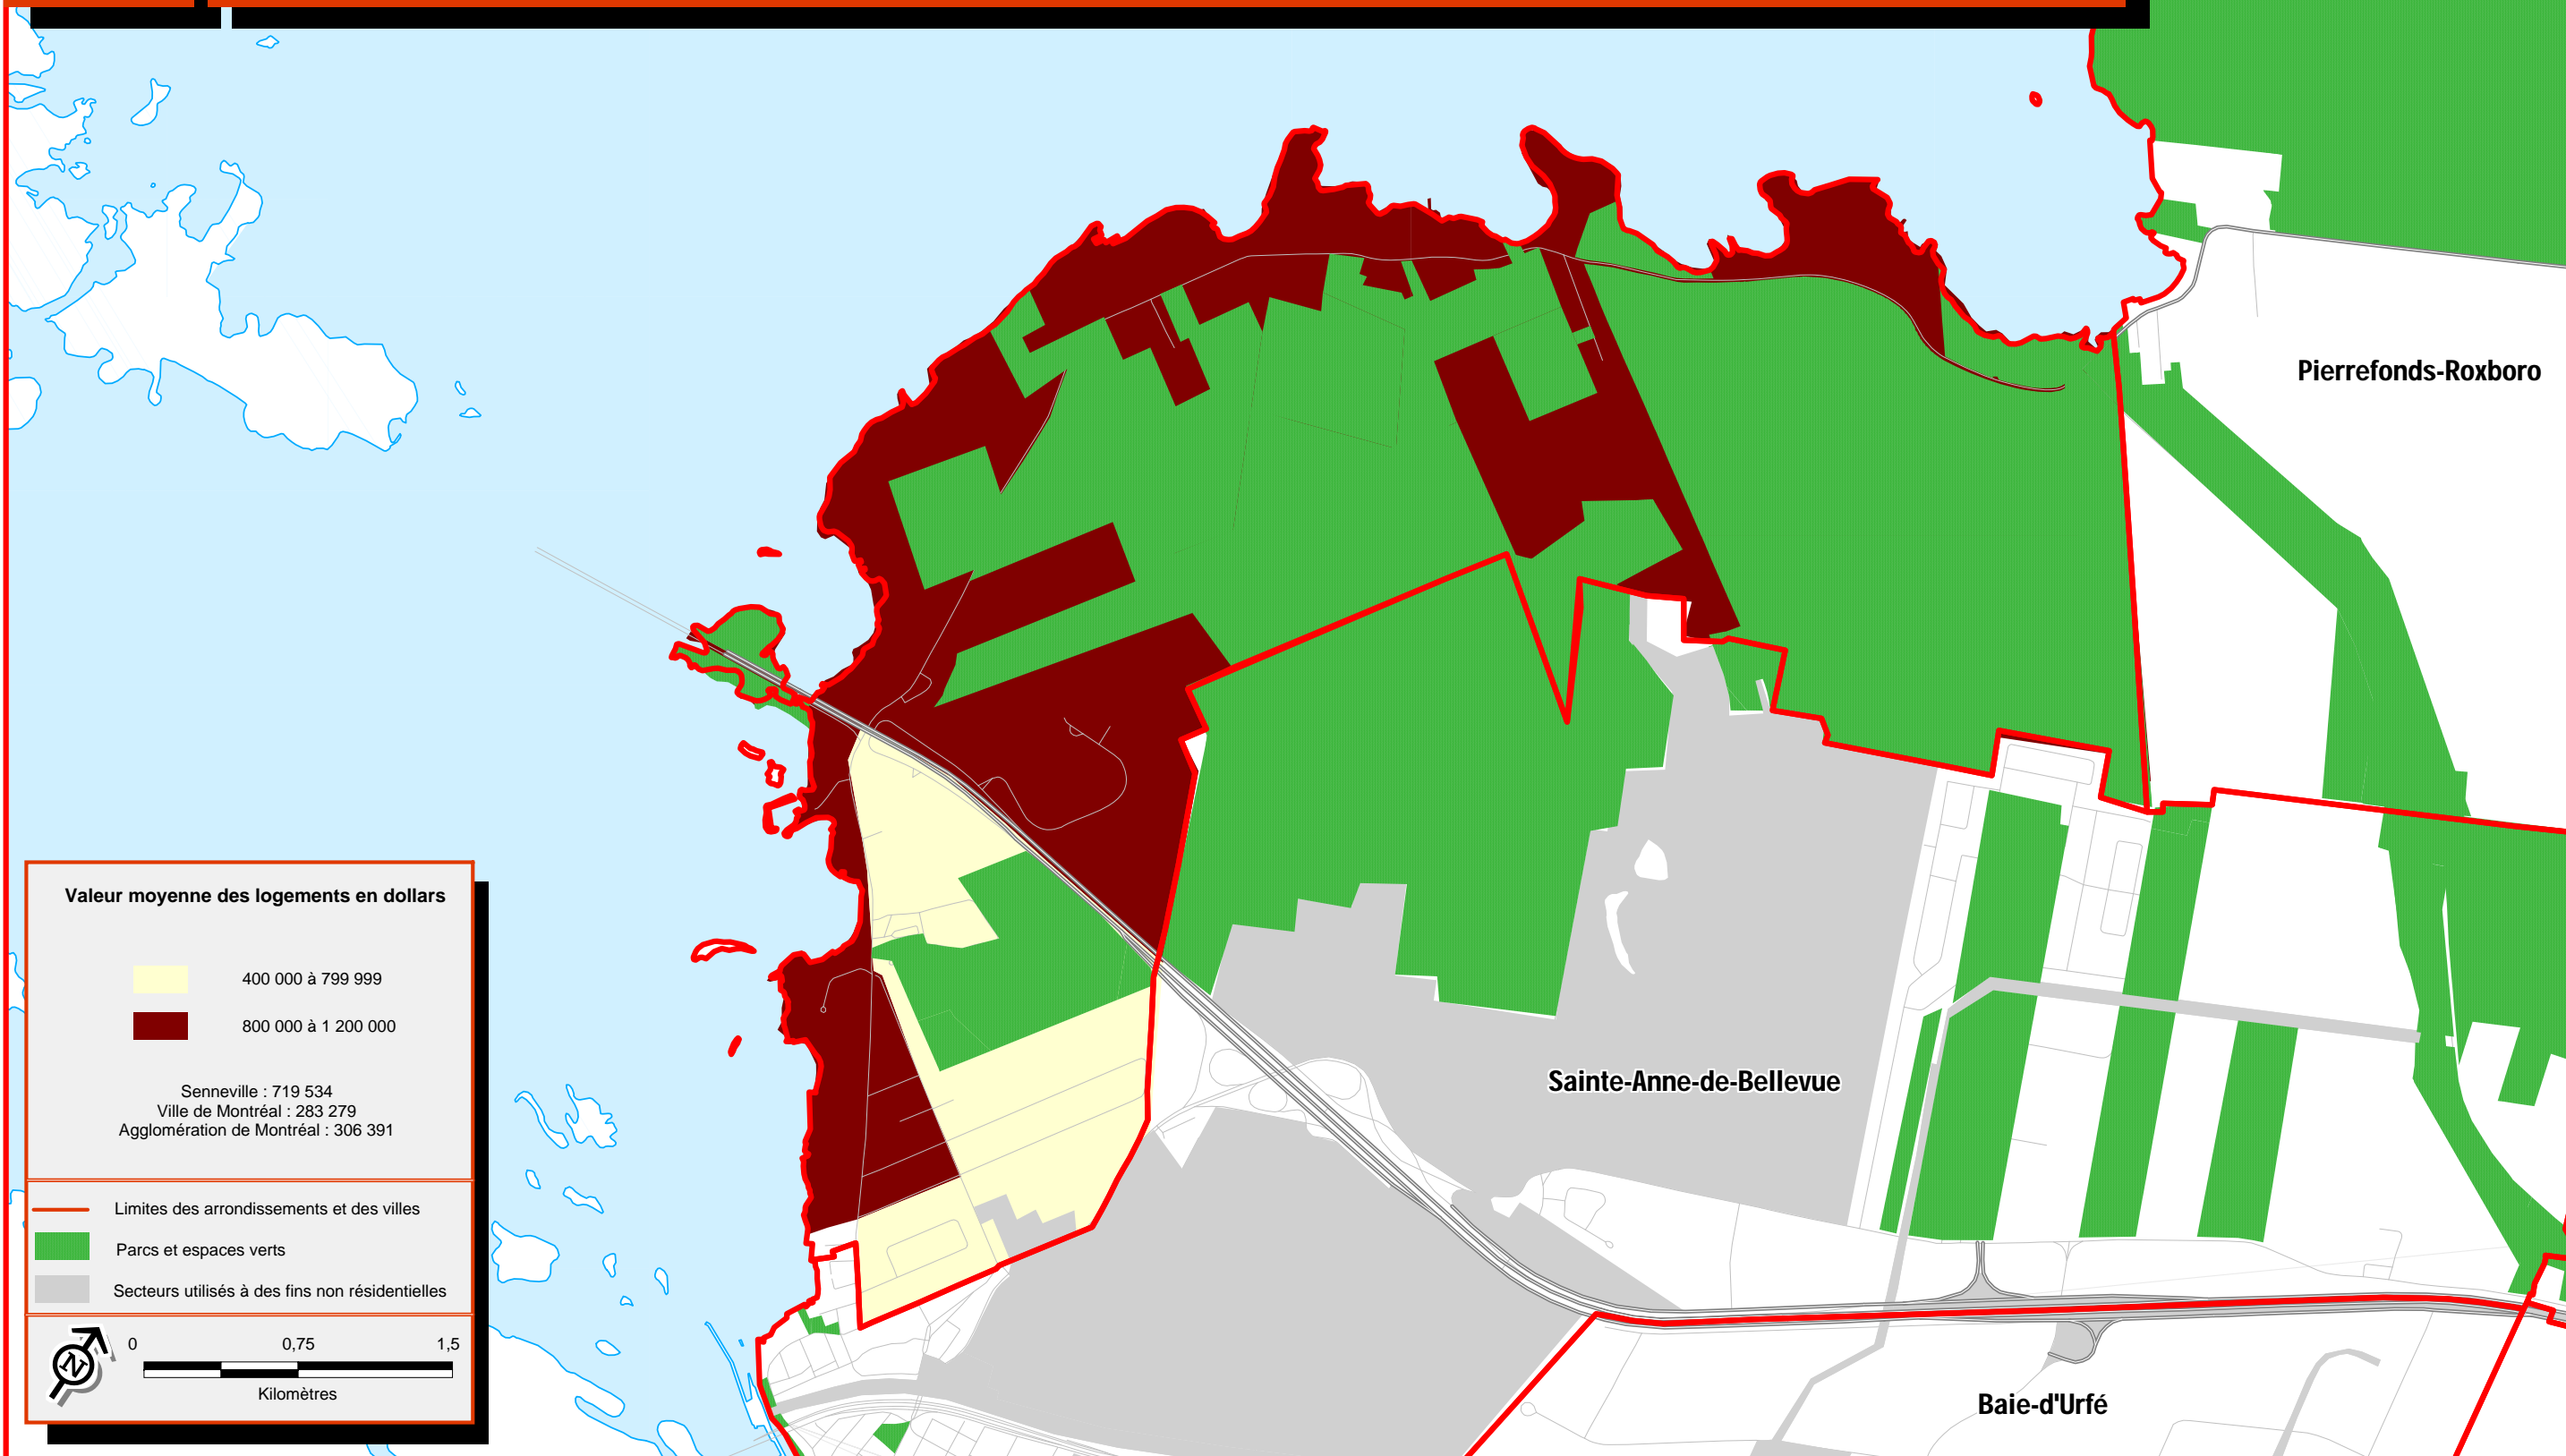 Pierrefonds-Roxboro
Valeur moyenne des logements en dollars
400 000 à 799 999
800 000 à 1 200 000
Senneville : 719 534
Ville de Montréal : 283 279
Agglomération de Montréal : 306 391
Sainte-Anne-de-Bellevue
Limites des arrondissements et des villes
Parcs et espaces verts
Secteurs utilisés à des fins non résidentielles
N
0 0,75 1,5
Kilomètres
Baie-d'Urfé